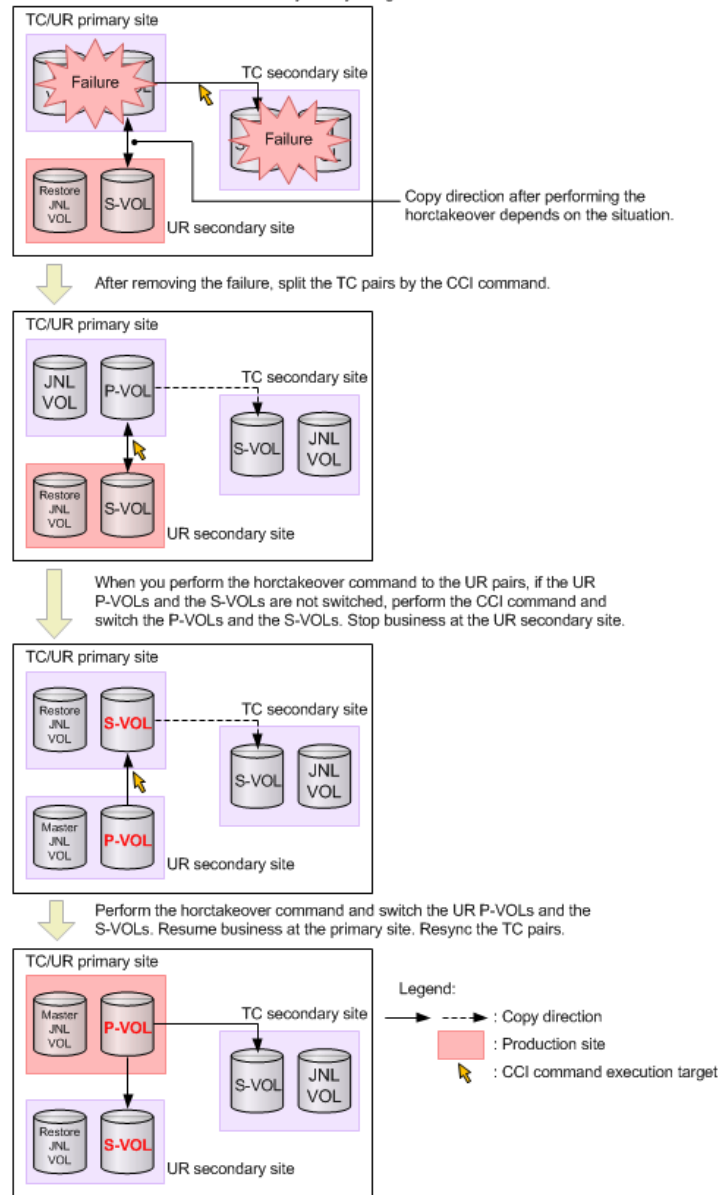 TC/UR primary site
Failure
TC secondary site
Failure
Restore
JNL
VOL
S-VOL
UR secondary site
Copy direction after performing the
horctakeover depends on the situation.
After removing the failure, split the TC pairs by the CCI command.
TC/UR primary site
JNL
VOL
P-VOL
TC secondary site
S-VOL
JNL
VOL
Restore
JNL
VOL
S-VOL
UR secondary site
When you perform the horctakeover command to the UR pairs, if the UR
P-VOLs and the S-VOLs are not switched, perform the CCI command and
switch the P-VOLs and the S-VOLs. Stop business at the UR secondary site.
TC/UR primary site
Restore
JNL
VOL
S-VOL
TC secondary site
S-VOL
JNL
VOL
Master
JNL
VOL
P-VOL
UR secondary site
Perform the horctakeover command and switch the UR P-VOLs and the
S-VOLs. Resume business at the primary site. Resync the TC pairs.
TC/UR primary site
Master
JNL
VOL
P-VOL
TC secondary site
S-VOL
JNL
VOL
Restore
JNL
VOL
S-VOL
UR secondary site
Legend:
: Copy direction
: Production site
: CCI command execution target